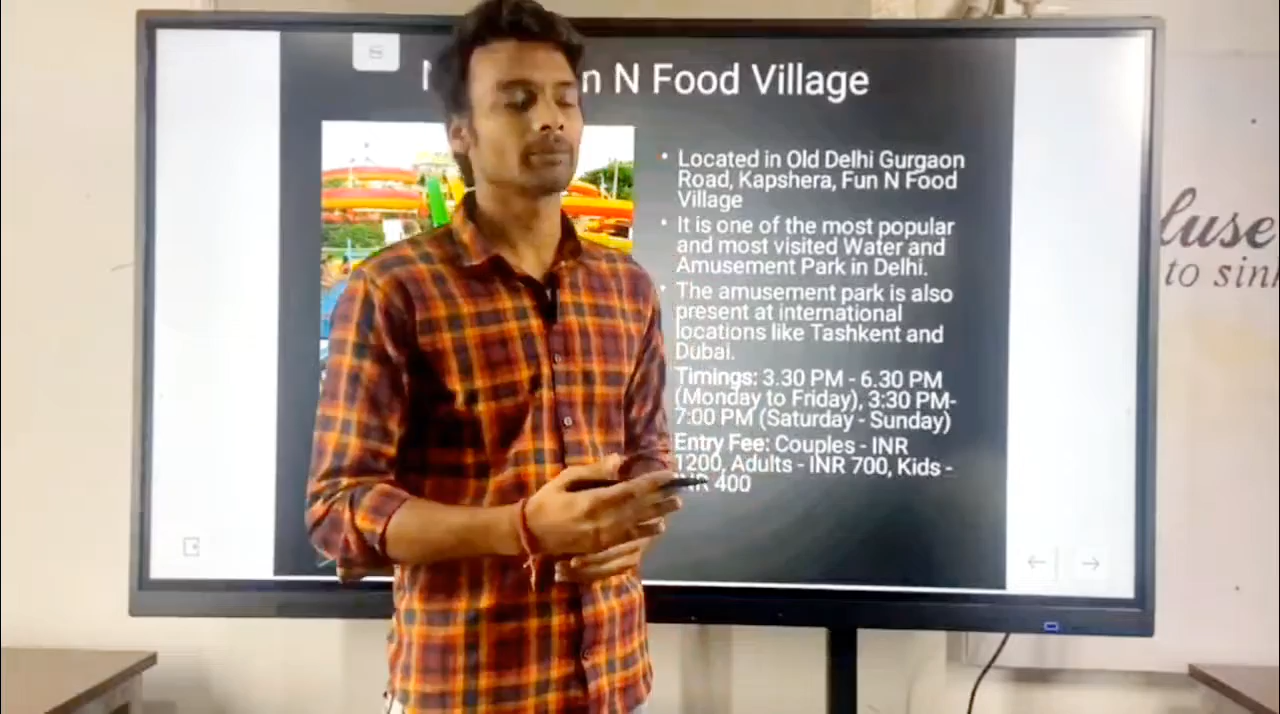 n N Food Village
• Located in Old Delhi Gurgaon
Road, Kapshera, Fun N Food
Village
• It is one of the most popular
and most visited Water and
Amusement Park in Delhi.
• The amusement park is also
present at international
locations like Tashkent and
Dubai.
Timings: 3.30 PM - 6.30 PM
(Monday to Friday), 3:30 PM-
7:00 PM (Saturday - Sunday)
Entry Fee: Couples - INR
1200, Adults - INR 700, Kids -
INR 400
luse
to sin